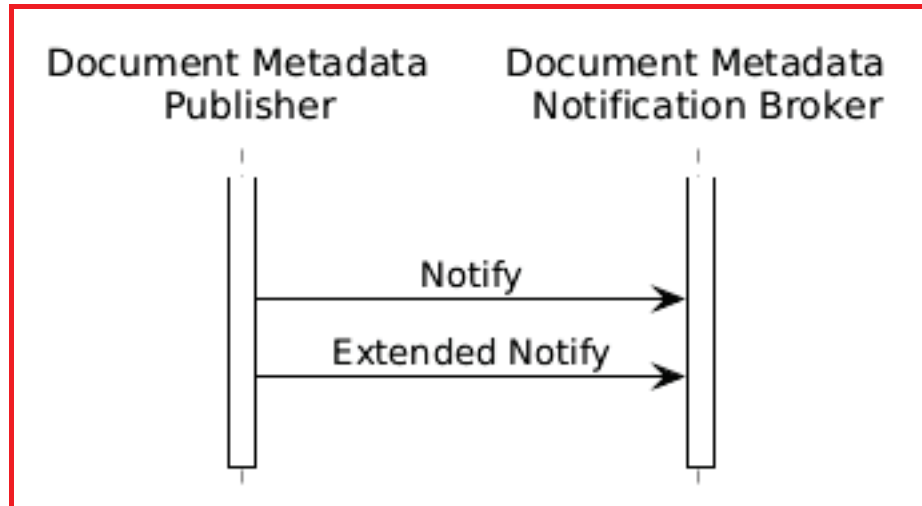 Document Metadata
Publisher
Document Metadata
Notification Broker
Notify
Extended Notify